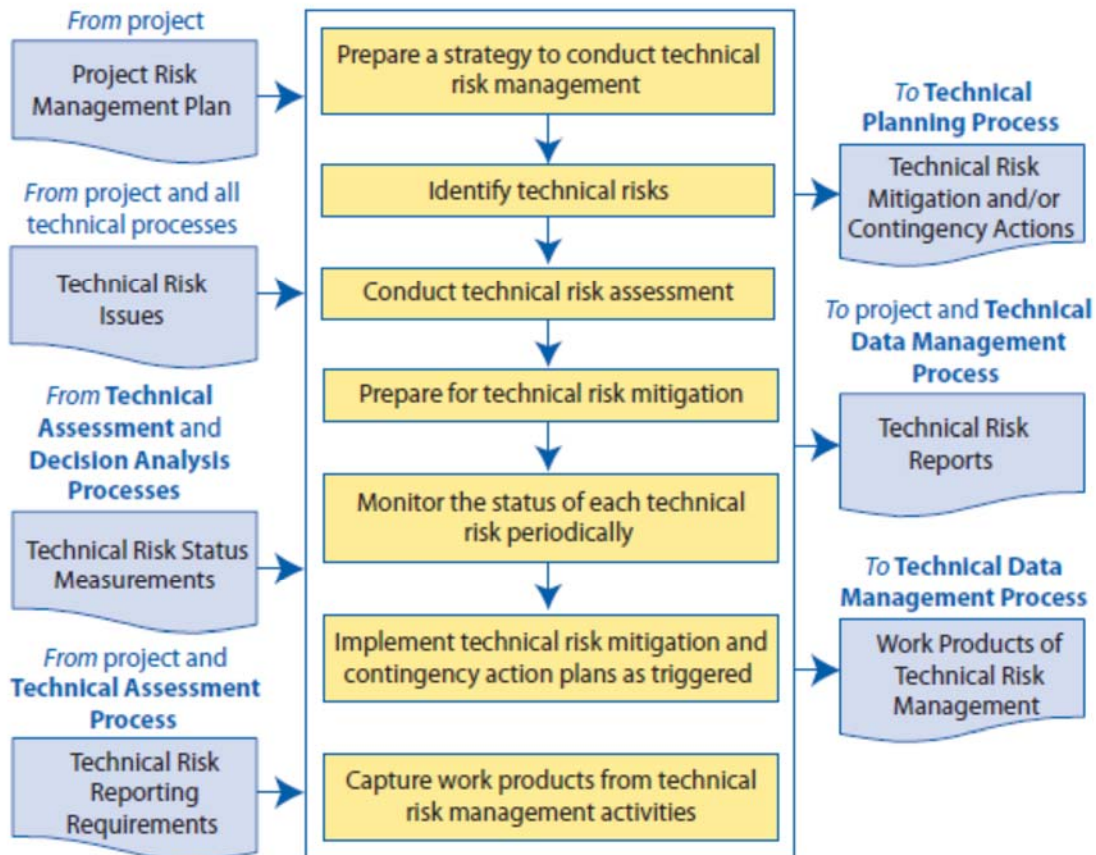 From project
Project Risk
Management Plan
From project and all
technical processes
Technical Risk
Issues
From Technical
Assessment and
Decision Analysis
Processes
Technical Risk Status
Measurements
From project and
Technical Assessment
Process
Technical Risk
Reporting
Requirements
Prepare a strategy to conduct technical
risk management
Identify technical risks
Conduct technical risk assessment
Prepare for technical risk mitigation
Monitor the status of each technical
risk periodically
Implement technical risk mitigation and
contingency action plans as triggered
Capture work products from technical
risk management activities
To Technical
Planning Process
Technical Risk
Mitigation and/or
Contingency Actions
To project and Technical
Data Management
Process
Technical Risk
Reports
To Technical Data
Management Process
Work Products of
Technical Risk
Management